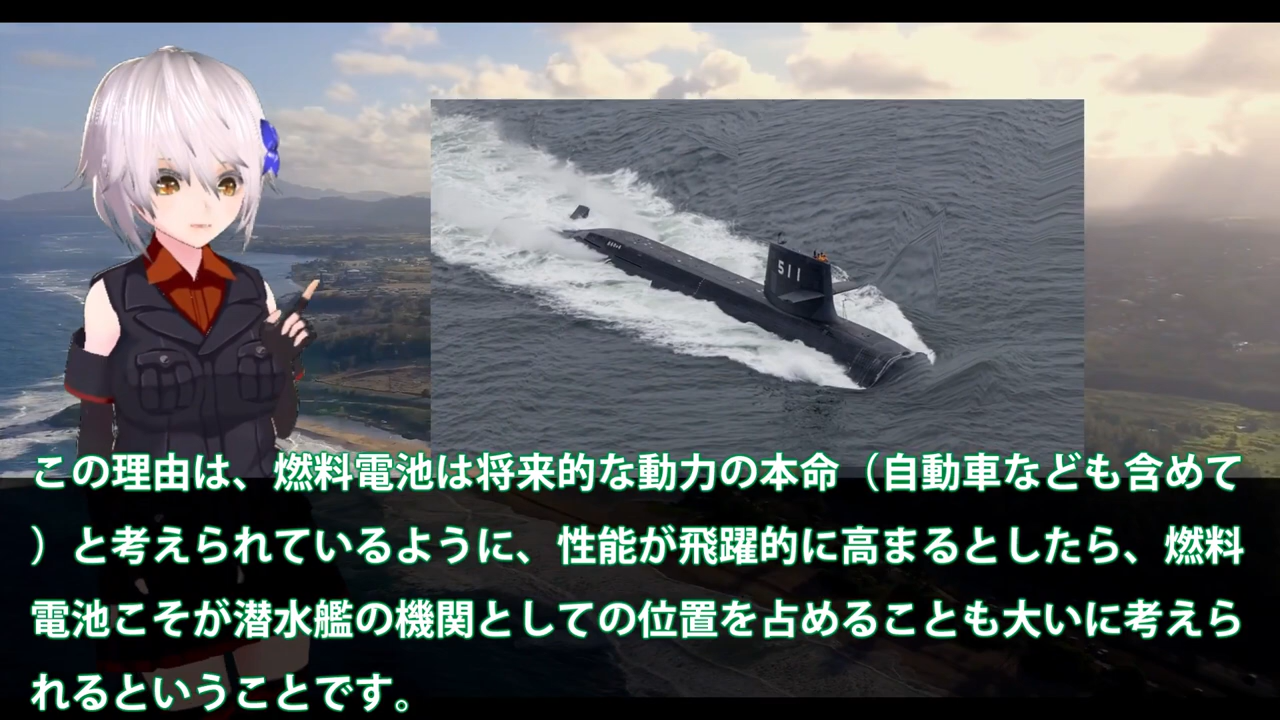 511
この理由は、燃料電池は将来的な動力の本命（自動車なども含めて
）と考えられているように、性能が飛躍的に高まるとしたら、燃料
電池こそが潜水艦の機関としての位置を占めることも大いに考えら
れるということです。